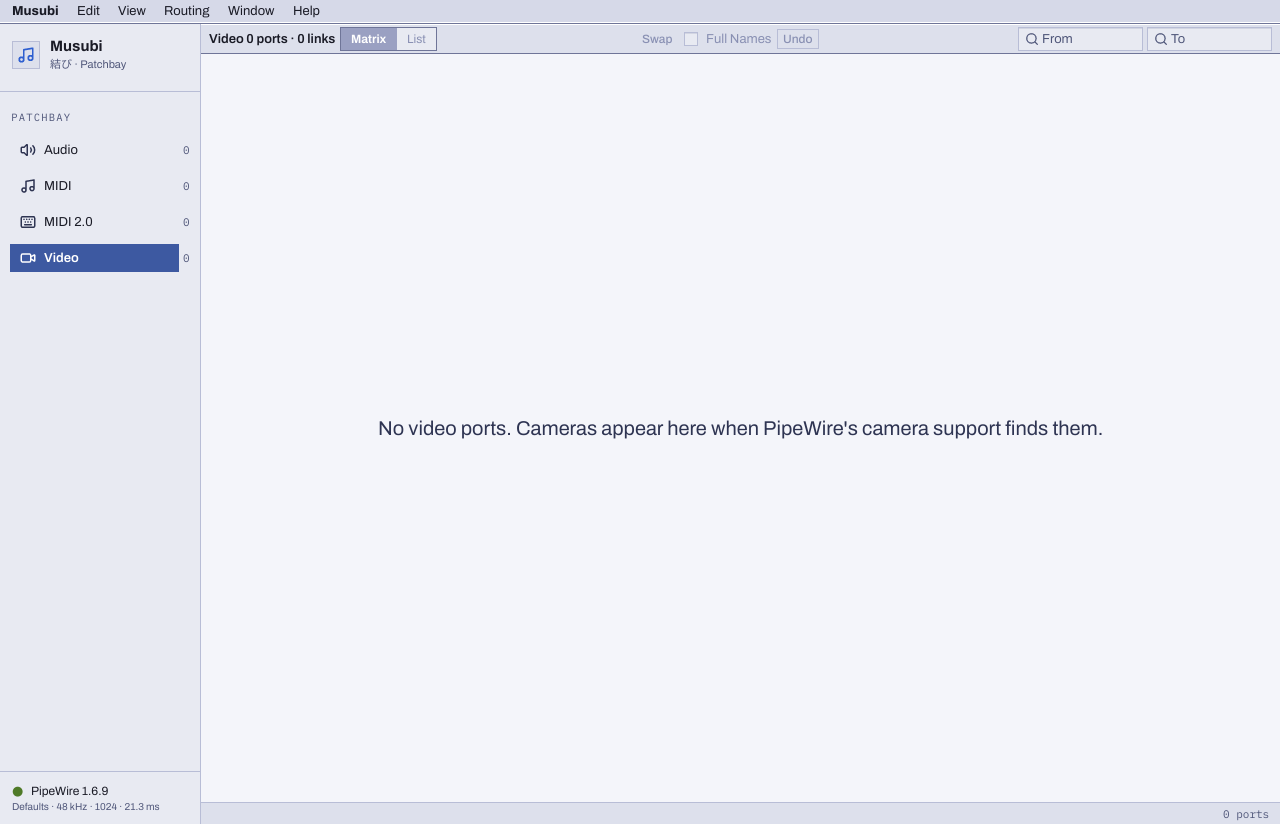 Musubi Edit View Routing Window Help
Musubi
結び · Patchbay
Video 0 ports · 0 links Matrix List Swap Full Names Undo From To
PATCHBAY
Audio 0
MIDI 0
MIDI 2.0 0
Video 0
No video ports. Cameras appear here when PipeWire's camera support finds them.
PipeWire 1.6.9
Defaults · 48 kHz · 1024 · 21.3 ms
0 ports